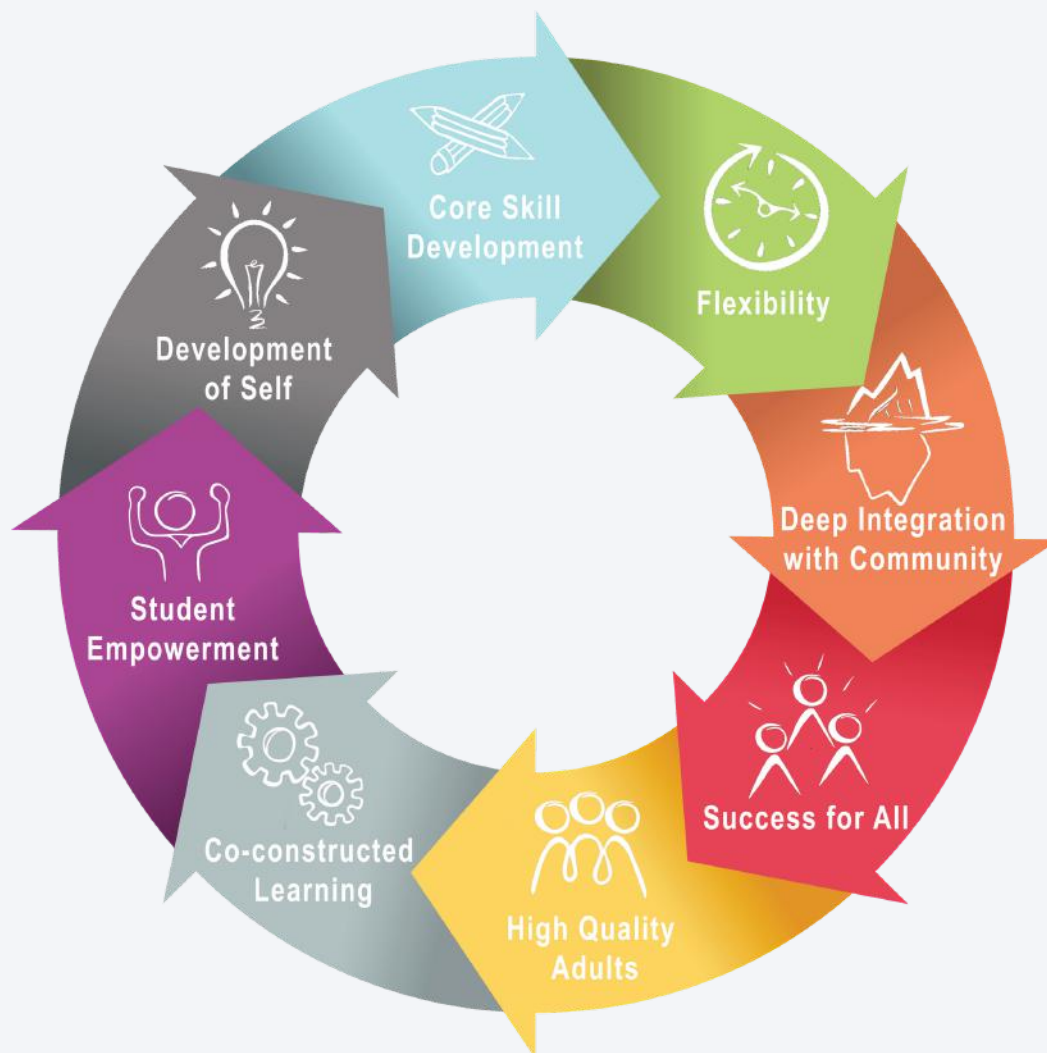 Core Skill
Development
Flexibility
Deep Integration
with Community
Success for All
High Quality
Adults
Co-constructed
Learning
Student
Empowerment
Development
of Self